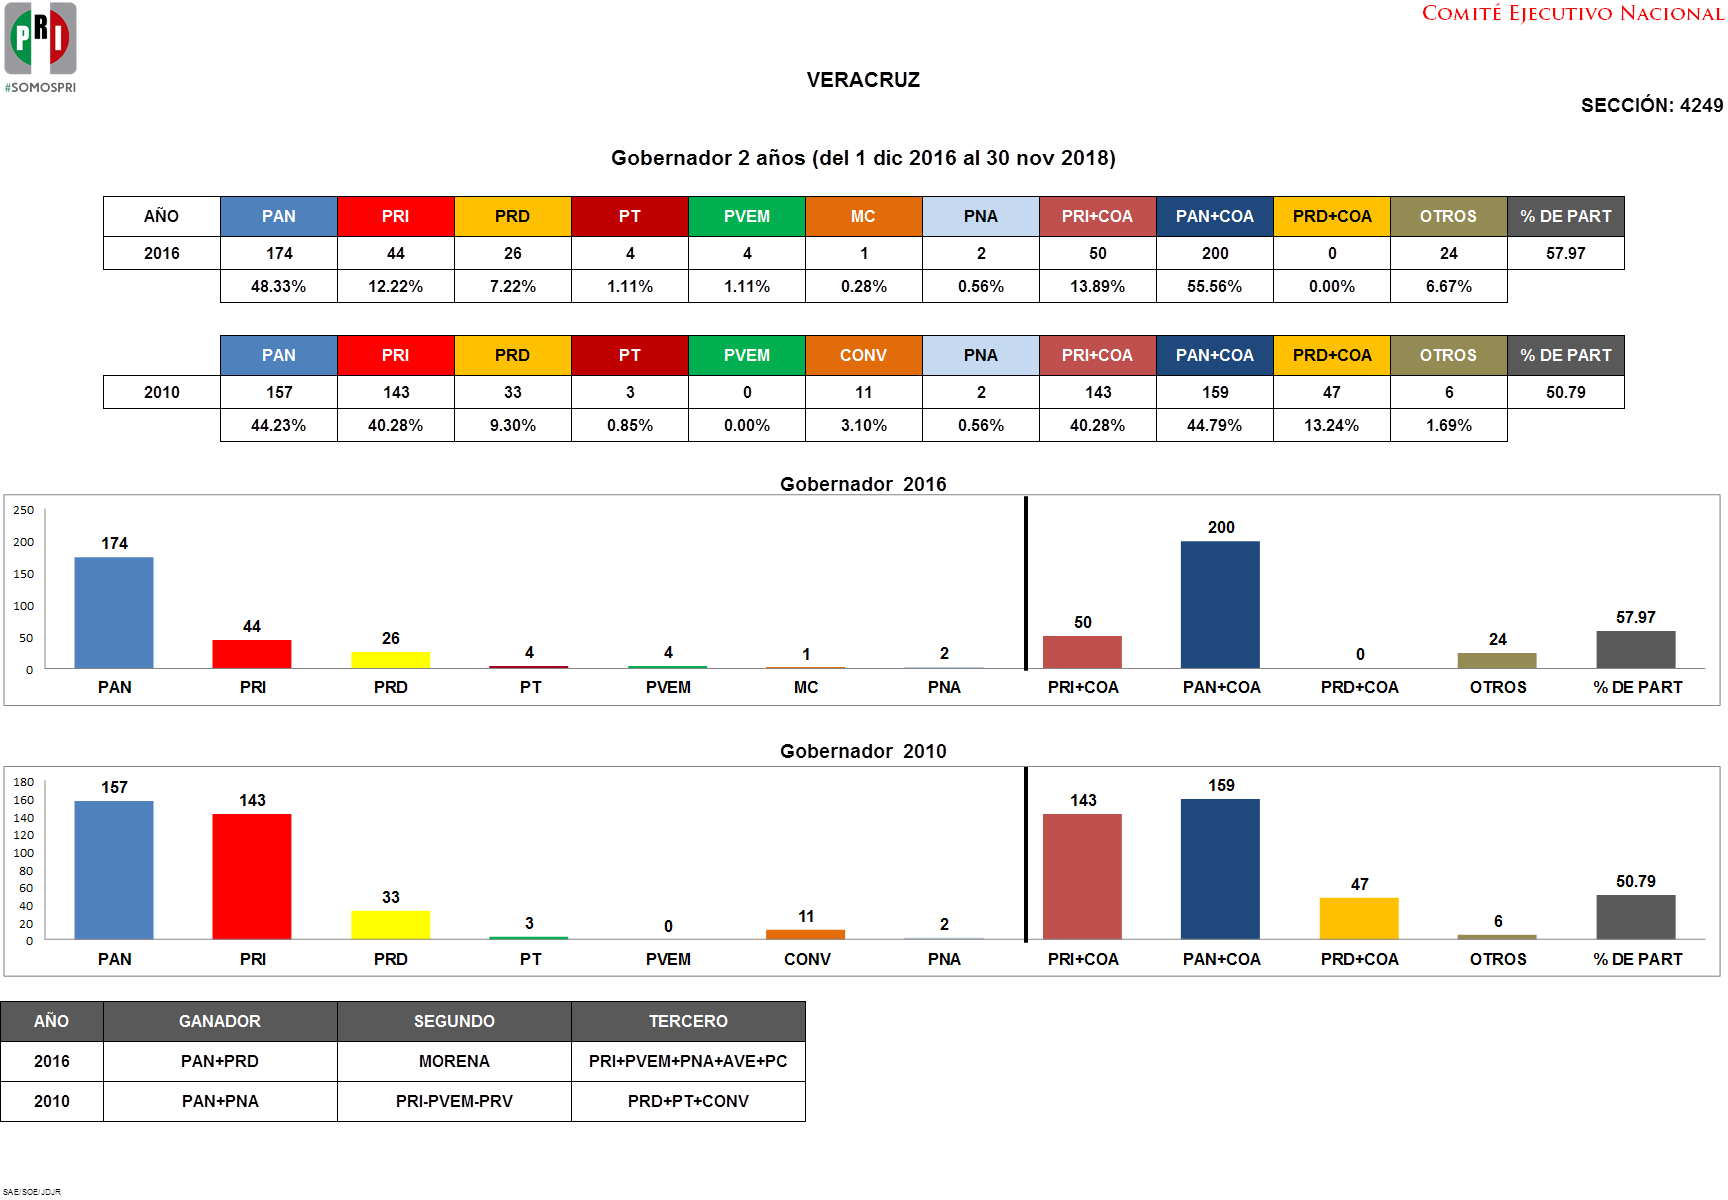 COMITÉ EJECUTIVO NACIONAL
PRI
#SOMOSPRI
VERACRUZ
SECCIÓN: 4249
Gobernador 2 años (del 1 dic 2016 al 30 nov 2018)
AÑO PAN PRI PRD PT PVEM MC PNA PRI+COA PAN+COA PRD+COA OTROS % DE PART
2016 174 44 26 4 4 1 2 50 200 0 24 57.97
48.33% 12.22% 7.22% 1.11% 1.11% 0.28% 0.56% 13.89% 55.56% 0.00% 6.67%
PAN PRI PRD PT PVEM CONV PNA PRI+COA PAN+COA PRD+COA OTROS % DE PART
2010 157 143 33 3 0 11 2 143 159 47 6 50.79
44.23% 40.28% 9.30% 0.85% 0.00% 3.10% 0.56% 40.28% 44.79% 13.24% 1.69%
Gobernador 2016
250
200
150
100
50
0
174 44 26 4 4 1 2 50 200 0 24 57.97
PAN PRI PRD PT PVEM MC PNA PRI+COA PAN+COA PRD+COA OTROS % DE PART
Gobernador 2010
180
160
140
120
100
80
60
40
20
0
157 143 33 3 0 11 2 143 159 47 6 50.79
PAN PRI PRD PT PVEM CONV PNA PRI+COA PAN+COA PRD+COA OTROS % DE PART
AÑO GANADOR SEGUNDO TERCERO
2016 PAN+PRD MORENA PRI+PVEM+PNA+AVE+PC
2010 PAN+PNA PRI-PVEM-PRV PRD+PT+CONV
SAE/SOE/JDJR